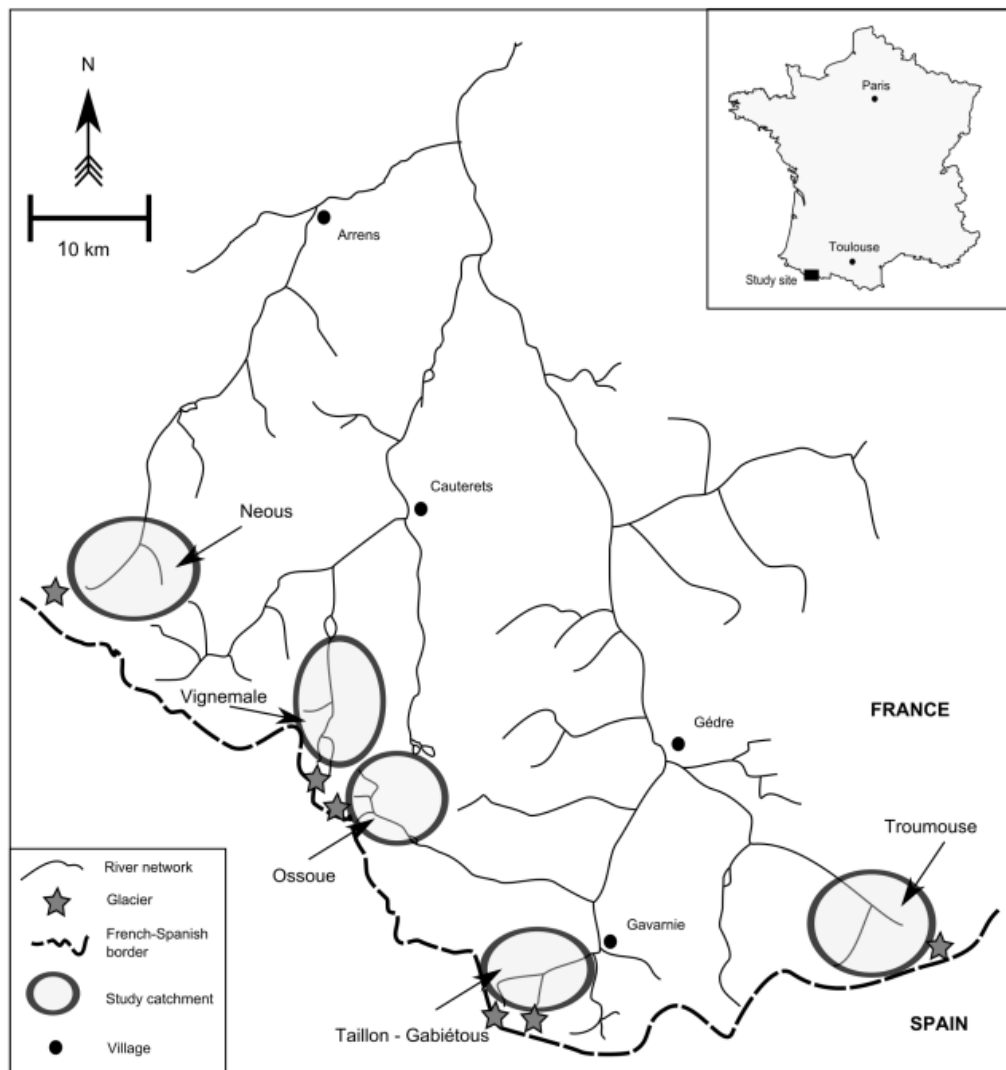 N
10 km
Paris
Toulouse
Study site
Arrens
Cauterets
Neous
Vignemale
FRANCE
Gédre
Troumouse
Ossoue
Gavarnie
Taillon - Gabiétous
SPAIN
River network
Glacier
French-Spanish
border
Study catchment
Village